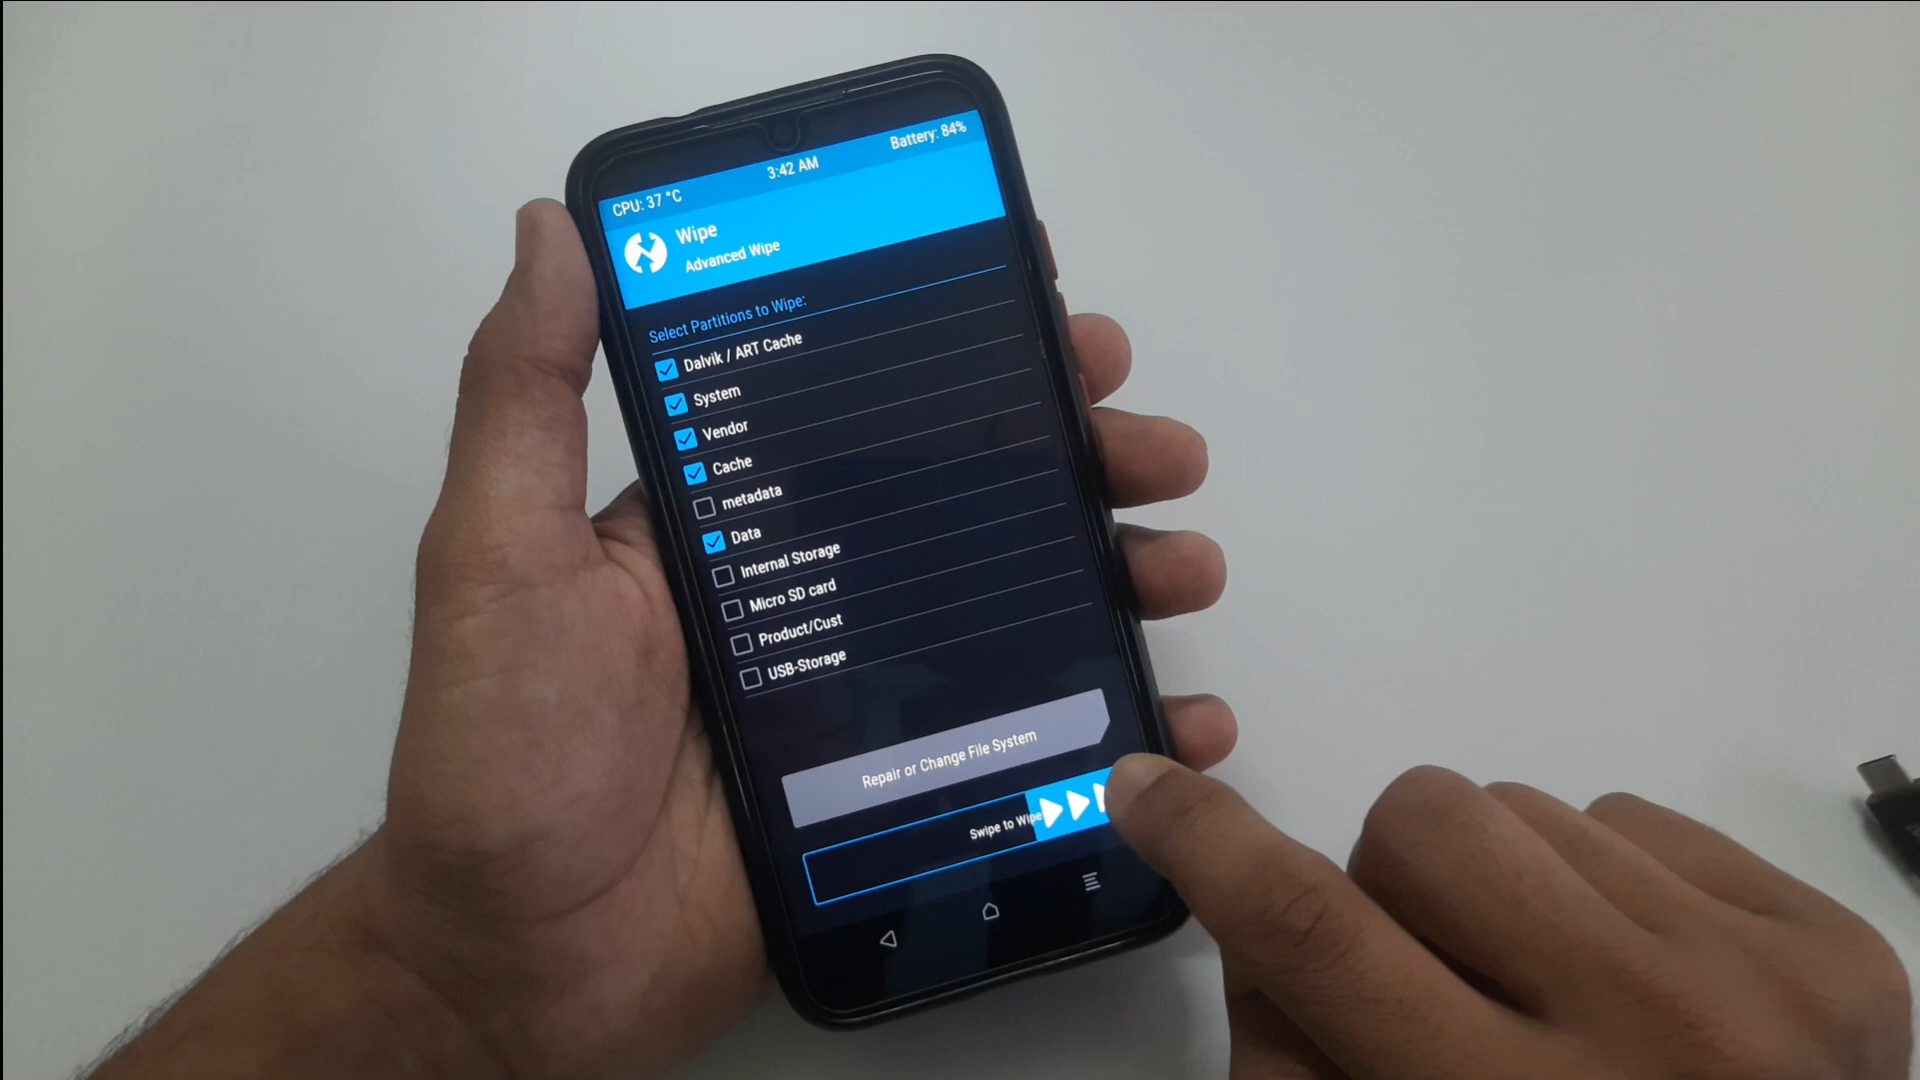 CPU: 37 °C 3:42 AM Battery: 84%
Wipe
Advanced Wipe
Select Partitions to Wipe:
Dalvik / ART Cache
System
Vendor
Cache
metadata
Data
Internal Storage
Micro SD card
Product/Cust
USB-Storage
Repair or Change File System
Swipe to Wipe